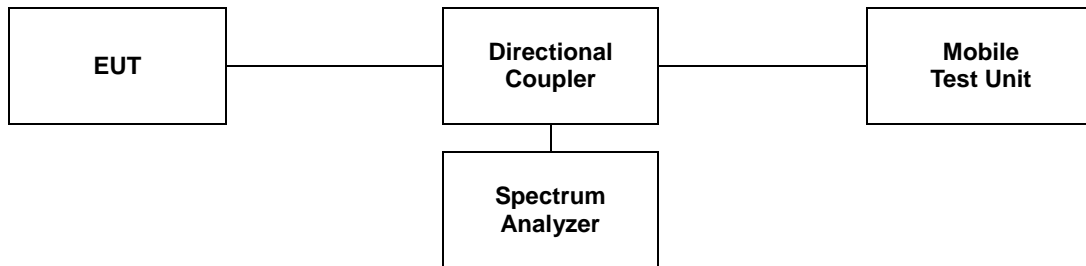 EUT
Directional
Coupler
Mobile
Test Unit
Spectrum
Analyzer